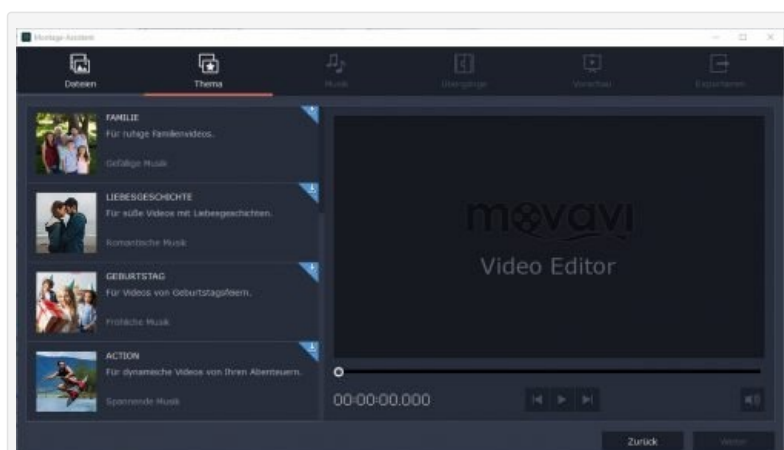 Montage-Assistent
Dateien
Thema
Musik
Übergänge
Vorschau
Exportieren
FAMILIE
Für ruhige Familienvideos.
Gefällige Musik
LIEBESGESCHICHTE
Für süße Videos mit Liebesgeschichten.
Romantische Musik
GEBURTSTAG
Für Videos von Geburtstagsfeiern.
Fröhliche Musik
ACTION
Für dynamische Videos von Ihren Abenteuern.
Spannende Musik
movavi
Video Editor
00:00:00.000
Zurück
Weiter